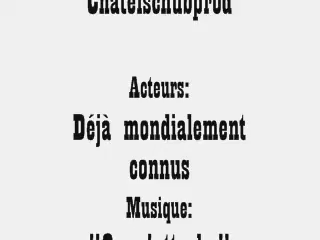 Chatelschubprod
Acteurs:
Déjà mondialement
connus
Musique: